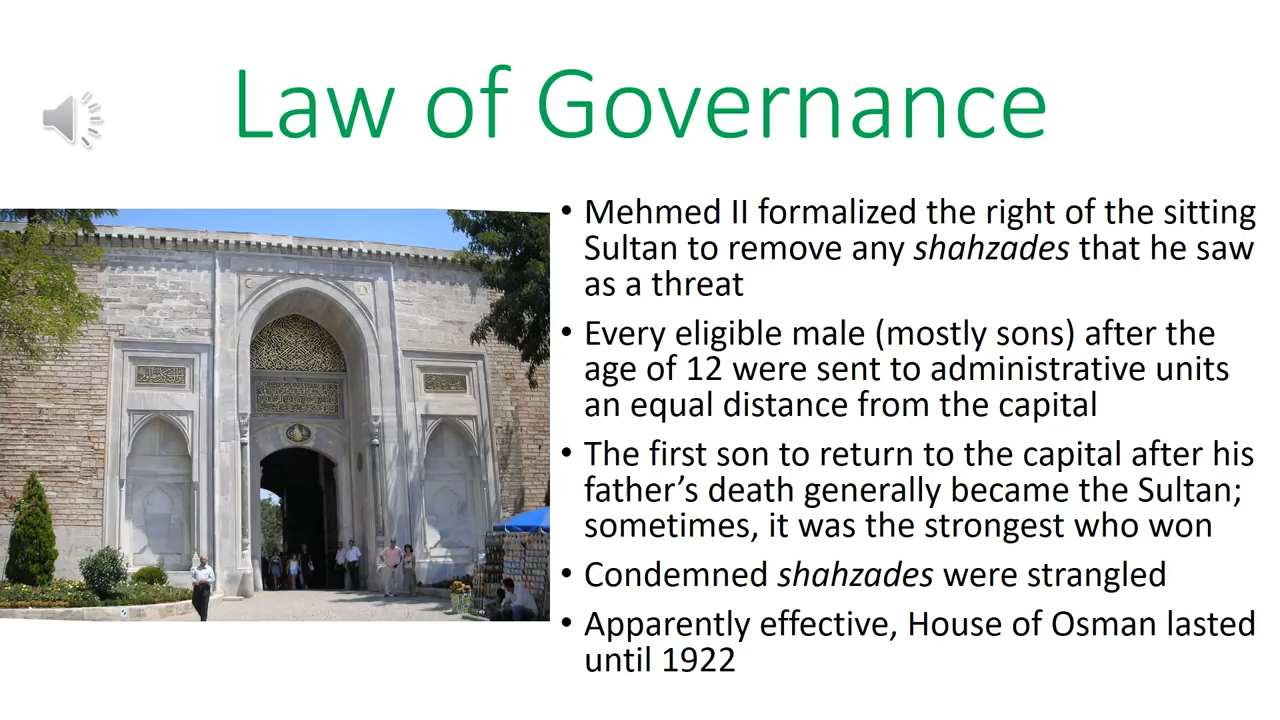 Law of Governance
• Mehmed II formalized the right of the sitting
Sultan to remove any shahzades that he saw
as a threat
• Every eligible male (mostly sons) after the
age of 12 were sent to administrative units
an equal distance from the capital
• The first son to return to the capital after his
father’s death generally became the Sultan;
sometimes, it was the strongest who won
• Condemned shahzades were strangled
• Apparently effective, House of Osman lasted
until 1922